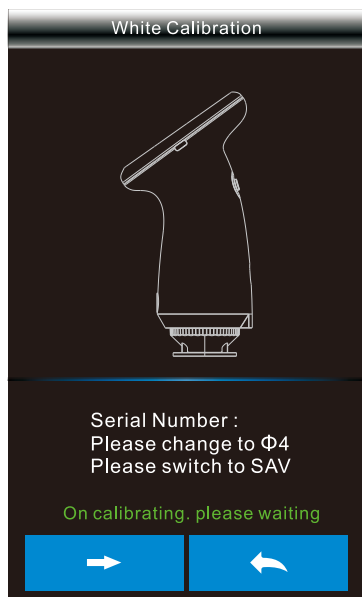 White Calibration
Serial Number :
Please change to Φ4
Please switch to SAV
On calibrating. please waiting